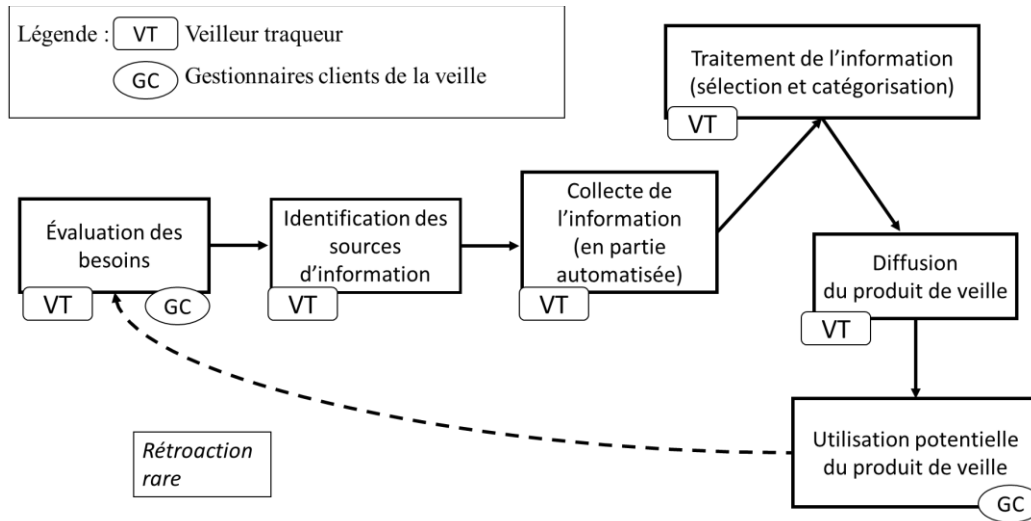 Légende : VT Veilleur traqueur
GC Gestionnaires clients de la veille
Traitement de l’information
(sélection et catégorisation)
VT
Évaluation des
besoins
VT GC
Identification des
sources
d’information
VT
Collecte de
l’information
(en partie
automatisée)
VT
Diffusion
du produit de veille
VT
Utilisation potentielle
du produit de veille
GC
Rétroaction
rare